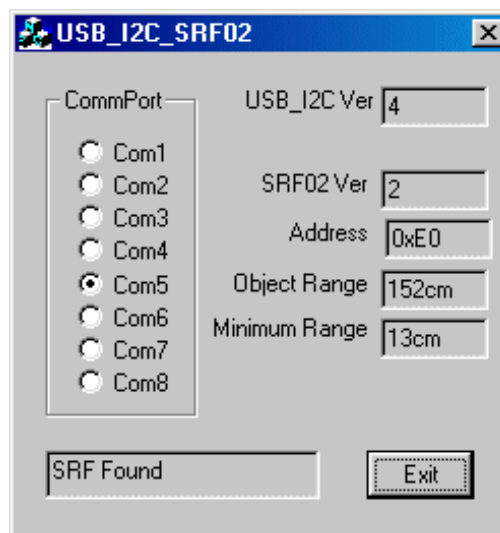 USB_I2C_SRF02
CommPort
Com1
Com2
Com3
Com4
Com5
Com6
Com7
Com8
USB_I2C Ver 4
SRF02 Ver 2
Address 0xE0
Object Range 152cm
Minimum Range 13cm
SRF Found
Exit